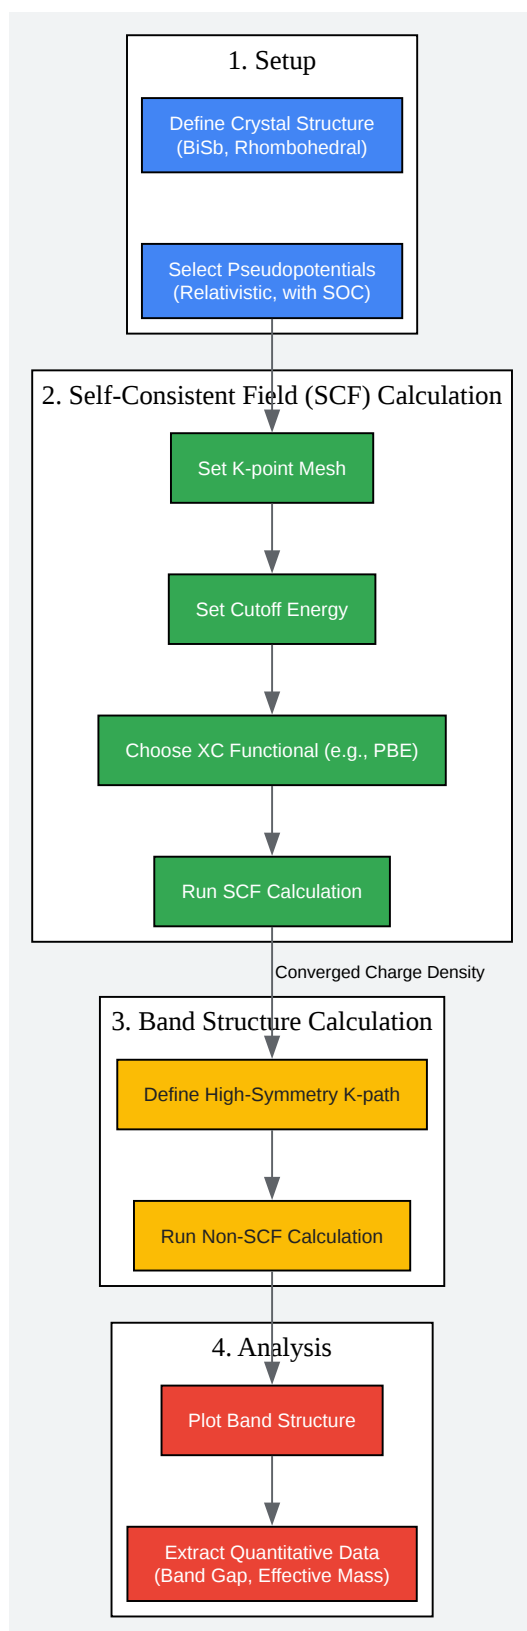 1. Setup
Define Crystal Structure
(BiSb, Rhombohedral)
Select Pseudopotentials
(Relativistic, with SOC)
2. Self-Consistent Field (SCF) Calculation
Set K-point Mesh
Set Cutoff Energy
Choose XC Functional (e.g., PBE)
Run SCF Calculation
Converged Charge Density
3. Band Structure Calculation
Define High-Symmetry K-path
Run Non-SCF Calculation
4. Analysis
Plot Band Structure
Extract Quantitative Data
(Band Gap, Effective Mass)